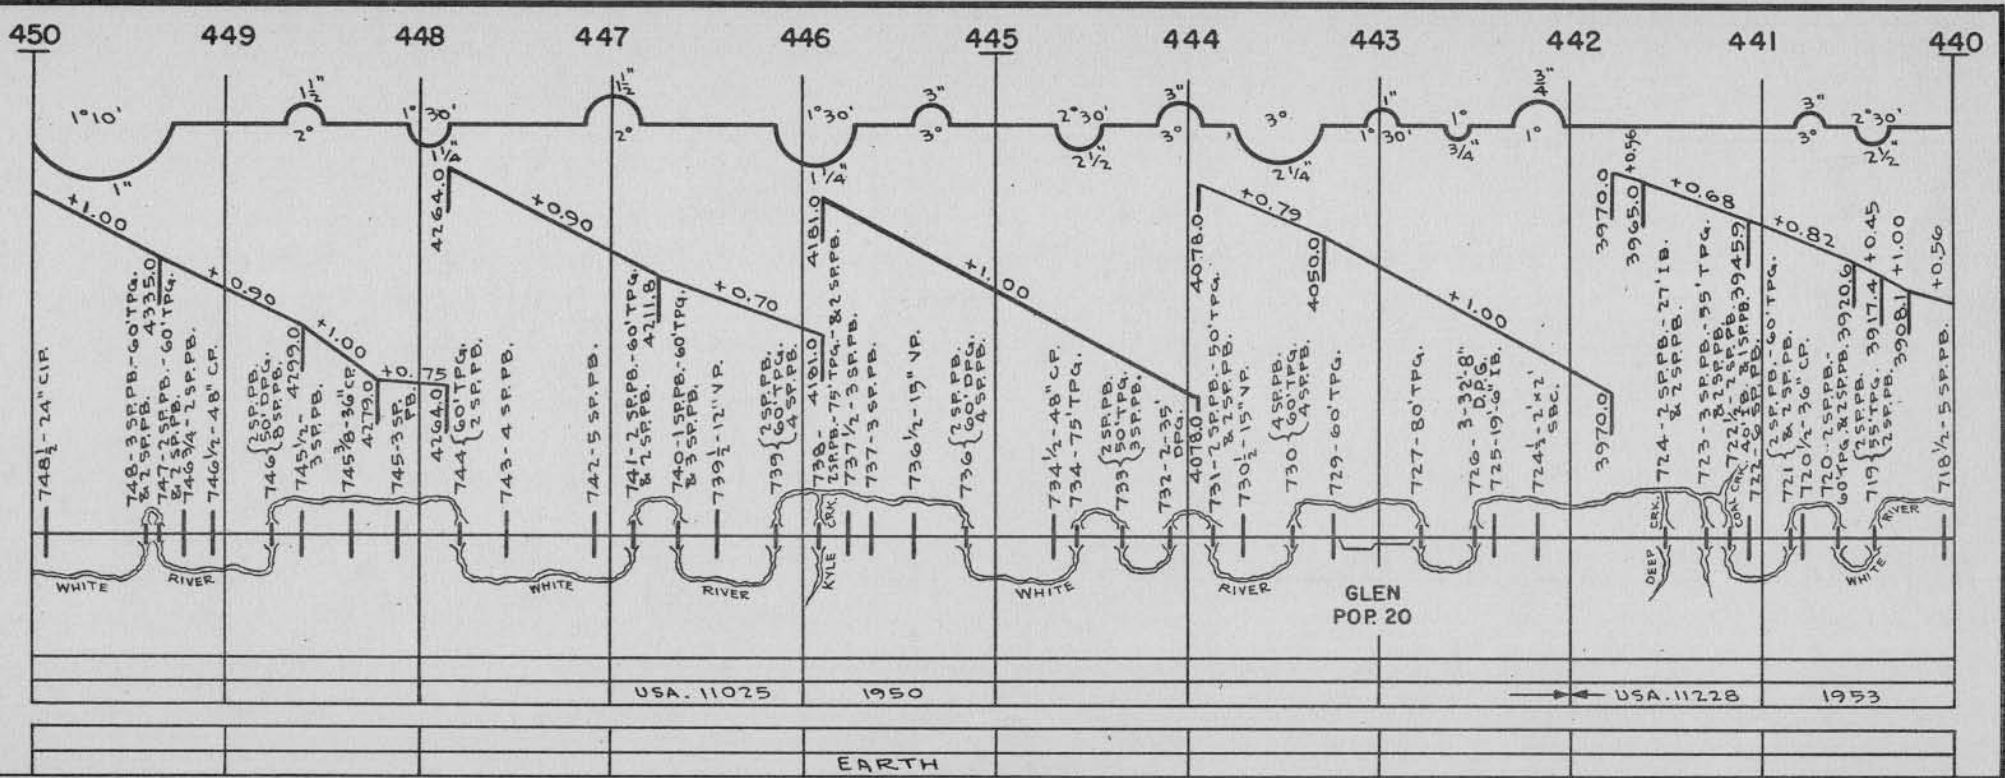 450 449 448 447 446 445 444 443 442 441 440
1°10'
1"
1½"
2°
1° 30'
1¼"
1½"
2°
1°30'
1¼"
3"
3°
2°30'
2½"
3"
3°
3°
2¼"
1"
1° 30'
1°
¾"
4¾"
1°
3"
3°
2°30'
2½"
+1.00
4335.0
+0.90
4299.0
+1.00
4279.0
+0.75
4264.0
4264.0
+0.90
4211.8
+0.70
4181.0
4181.0
+1.00
4078.0
4078.0
+0.79
4050.0
+1.00
3970.0
3970.0
+0.56
3965.0
+0.68
3945.9
+0.82
3920.6
+0.45
3917.4
+1.00
3908.1
+0.56
748½-24" CIP.
748-3 SP.PB.-60' TPG.
& 2 SP.PB.
747-2 SP.PB.-60' TPG.
& 2 SP.PB.
746¾-2 SP.PB.
746½-48" CP.
746 {2 SP.PB.
50' DPG.
8 SP.PB.
745½-
3 SP.PB.
745⅜-36" CP.
745-3 SP.
PB.
744 {60' TPG.
2 SP.PB.
743-4 SP.PB.
742-5 SP.PB.
741-2 SP.PB.-60' TPG.
& 2 SP.PB.
740-1 SP.PB.-60' TPG.
& 3 SP.PB.
739½-12" VP.
739 {2 SP.PB.
60' TPG.
4 SP.PB.
738-
2 SP.PB.-75' TPG.-& 2 SP.PB.
737½-3 SP.PB.
737-3 SP.PB.
736½-15" VP.
736 {2 SP.PB.
60' DPG.
4 SP.PB.
734½-48" CP.
734-75' TPG.
733 {2 SP.PB.
50' TPG.
3 SP.PB.
732-2-35'
DPG.
731-2 SP.PB.-50' TPG.
& 2 SP.PB.
730½-15" VP.
730 {4 SP.PB.
60' TPG.
4 SP.PB.
729-60' TPG.
727-80' TPG.
726-3-32'-8"
D.P.G.
725-19'-6" IB.
724½-2'x2'
SBC.
724-2 SP.PB.-27' IB.
& 2 SP.PB.
723-3 SP.PB.-55' TPG.
& 2 SP.PB.
722½-2 SP.PB.
40' IB. & 1 SP.PB.
722-6 SP.PB.
721 {2 SP.PB.-60' TPG.
& 2 SP.PB.
720½-36" CP.
720-2 SP.PB.-
60' TPG & 2 SP.PB.
719 {2 SP.PB.
55' TPG.
2 SP.PB.
718½-5 SP.PB.
WHITE RIVER WHITE RIVER KYLE CRK. WHITE RIVER DEEP CRK. COAL CRK. WHITE RIVER
GLEN
POP. 20
USA. 11025 1950 USA. 11228 1953
EARTH